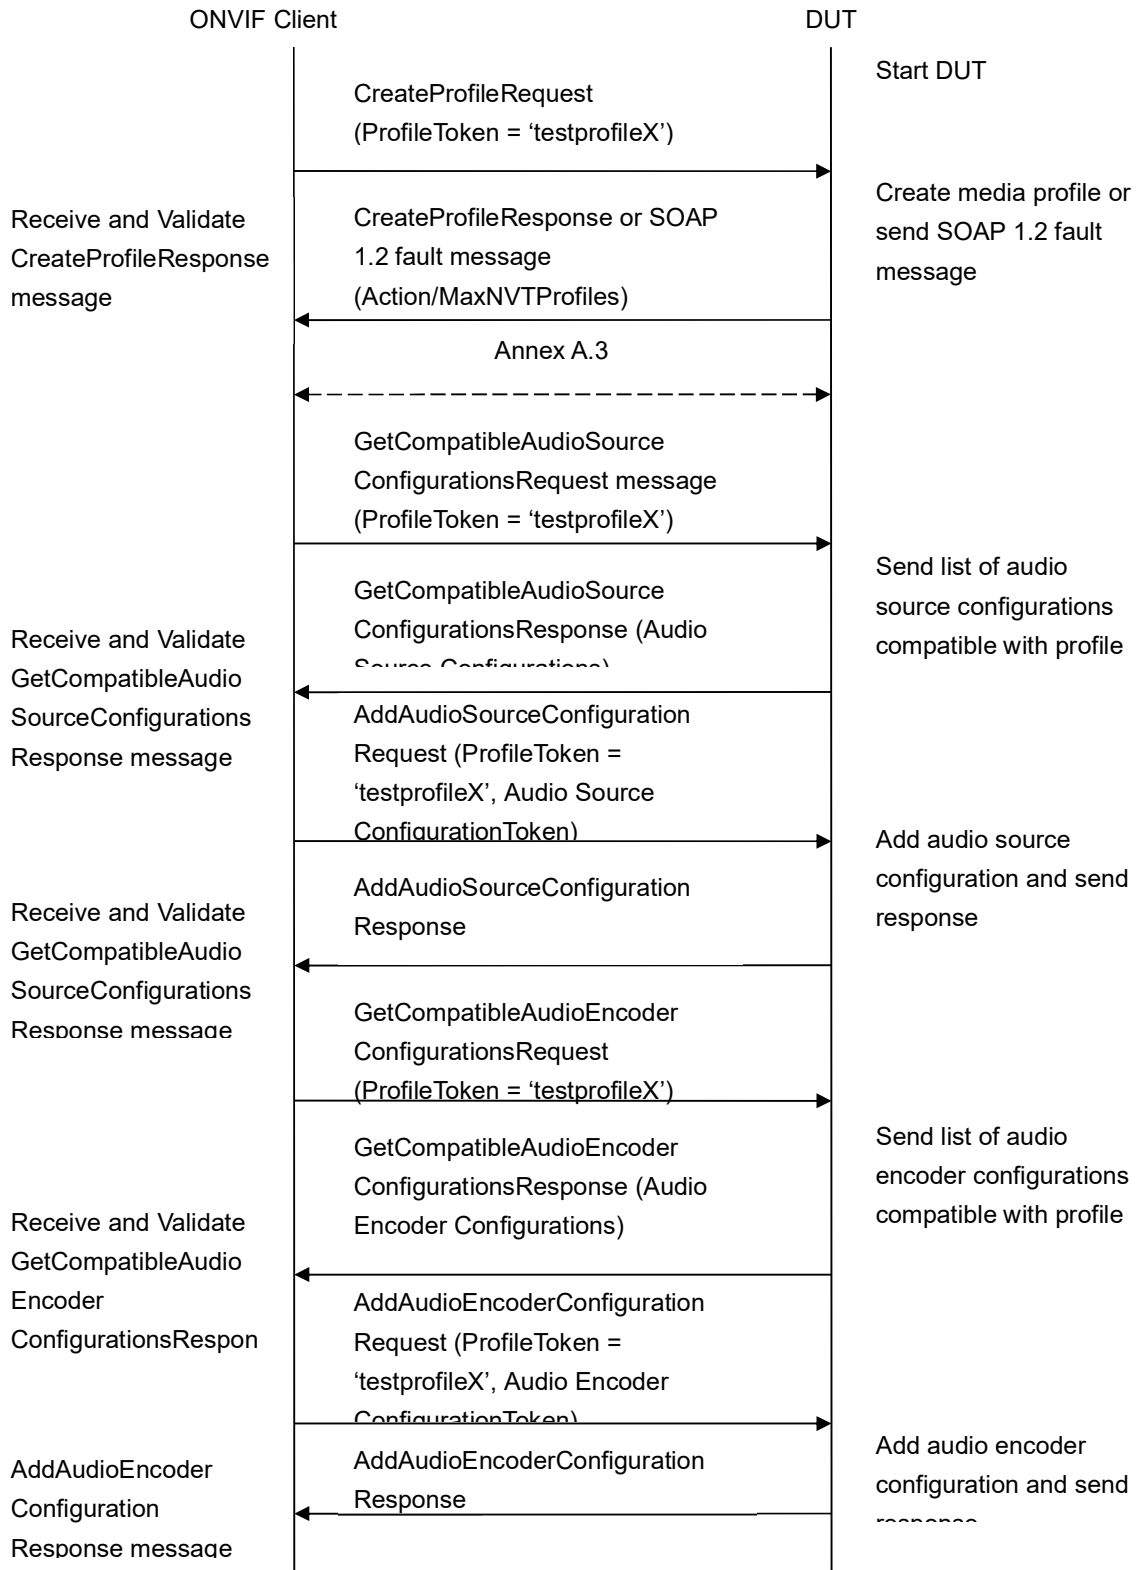 ONVIF Client
DUT
Start DUT
CreateProfileRequest
(ProfileToken = ‘testprofileX’)
Create media profile or
send SOAP 1.2 fault
message
Receive and Validate
CreateProfileResponse
message
CreateProfileResponse or SOAP
1.2 fault message
(Action/MaxNVTProfiles)
Annex A.3
GetCompatibleAudioSource
ConfigurationsRequest message
(ProfileToken = ‘testprofileX’)
Send list of audio
source configurations
compatible with profile
GetCompatibleAudioSource
ConfigurationsResponse (Audio
Source Configurations)
Receive and Validate
GetCompatibleAudio
SourceConfigurations
Response message
AddAudioSourceConfiguration
Request (ProfileToken =
‘testprofileX’, Audio Source
ConfigurationToken)
Add audio source
configuration and send
response
AddAudioSourceConfiguration
Response
Receive and Validate
GetCompatibleAudio
SourceConfigurations
Response message
GetCompatibleAudioEncoder
ConfigurationsRequest
(ProfileToken = ‘testprofileX’)
Send list of audio
encoder configurations
compatible with profile
GetCompatibleAudioEncoder
ConfigurationsResponse (Audio
Encoder Configurations)
Receive and Validate
GetCompatibleAudio
Encoder
ConfigurationsRespon
AddAudioEncoderConfiguration
Request (ProfileToken =
‘testprofileX’, Audio Encoder
ConfigurationToken)
Add audio encoder
configuration and send
response
AddAudioEncoderConfiguration
Response
AddAudioEncoder
Configuration
Response message